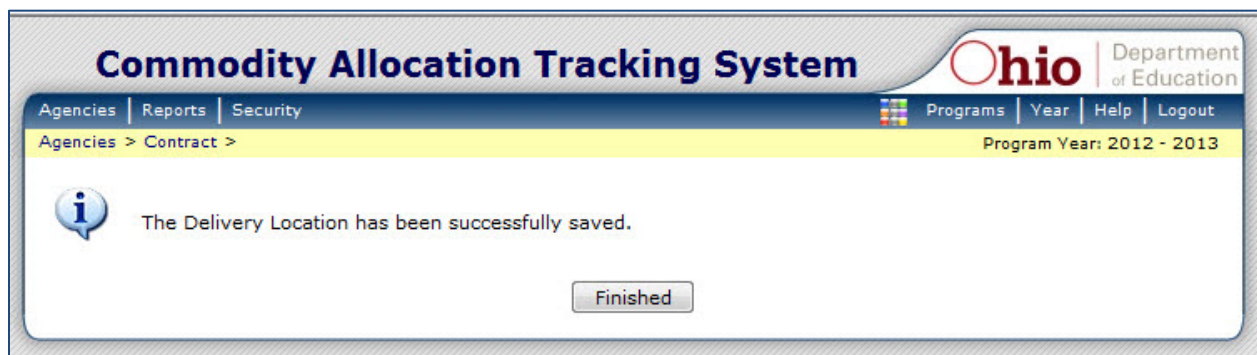 Commodity Allocation Tracking System
Ohio Department of Education
Agencies | Reports | Security Programs | Year | Help | Logout
Agencies > Contract > Program Year: 2012 - 2013
The Delivery Location has been successfully saved.
Finished